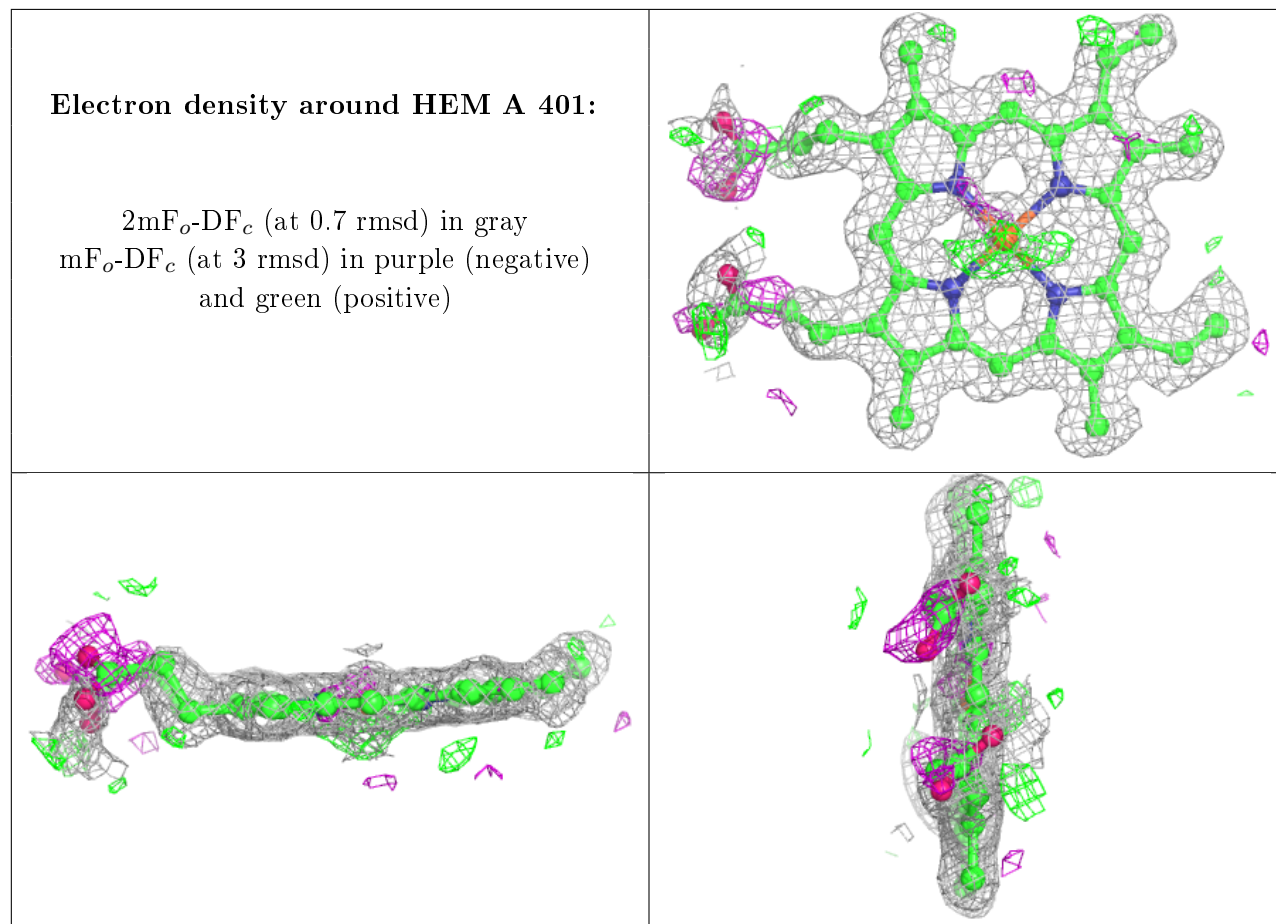 Electron density around HEM A 401:
2mFₒ-DF𝒸 (at 0.7 rmsd) in gray
mFₒ-DF𝒸 (at 3 rmsd) in purple (negative)
and green (positive)